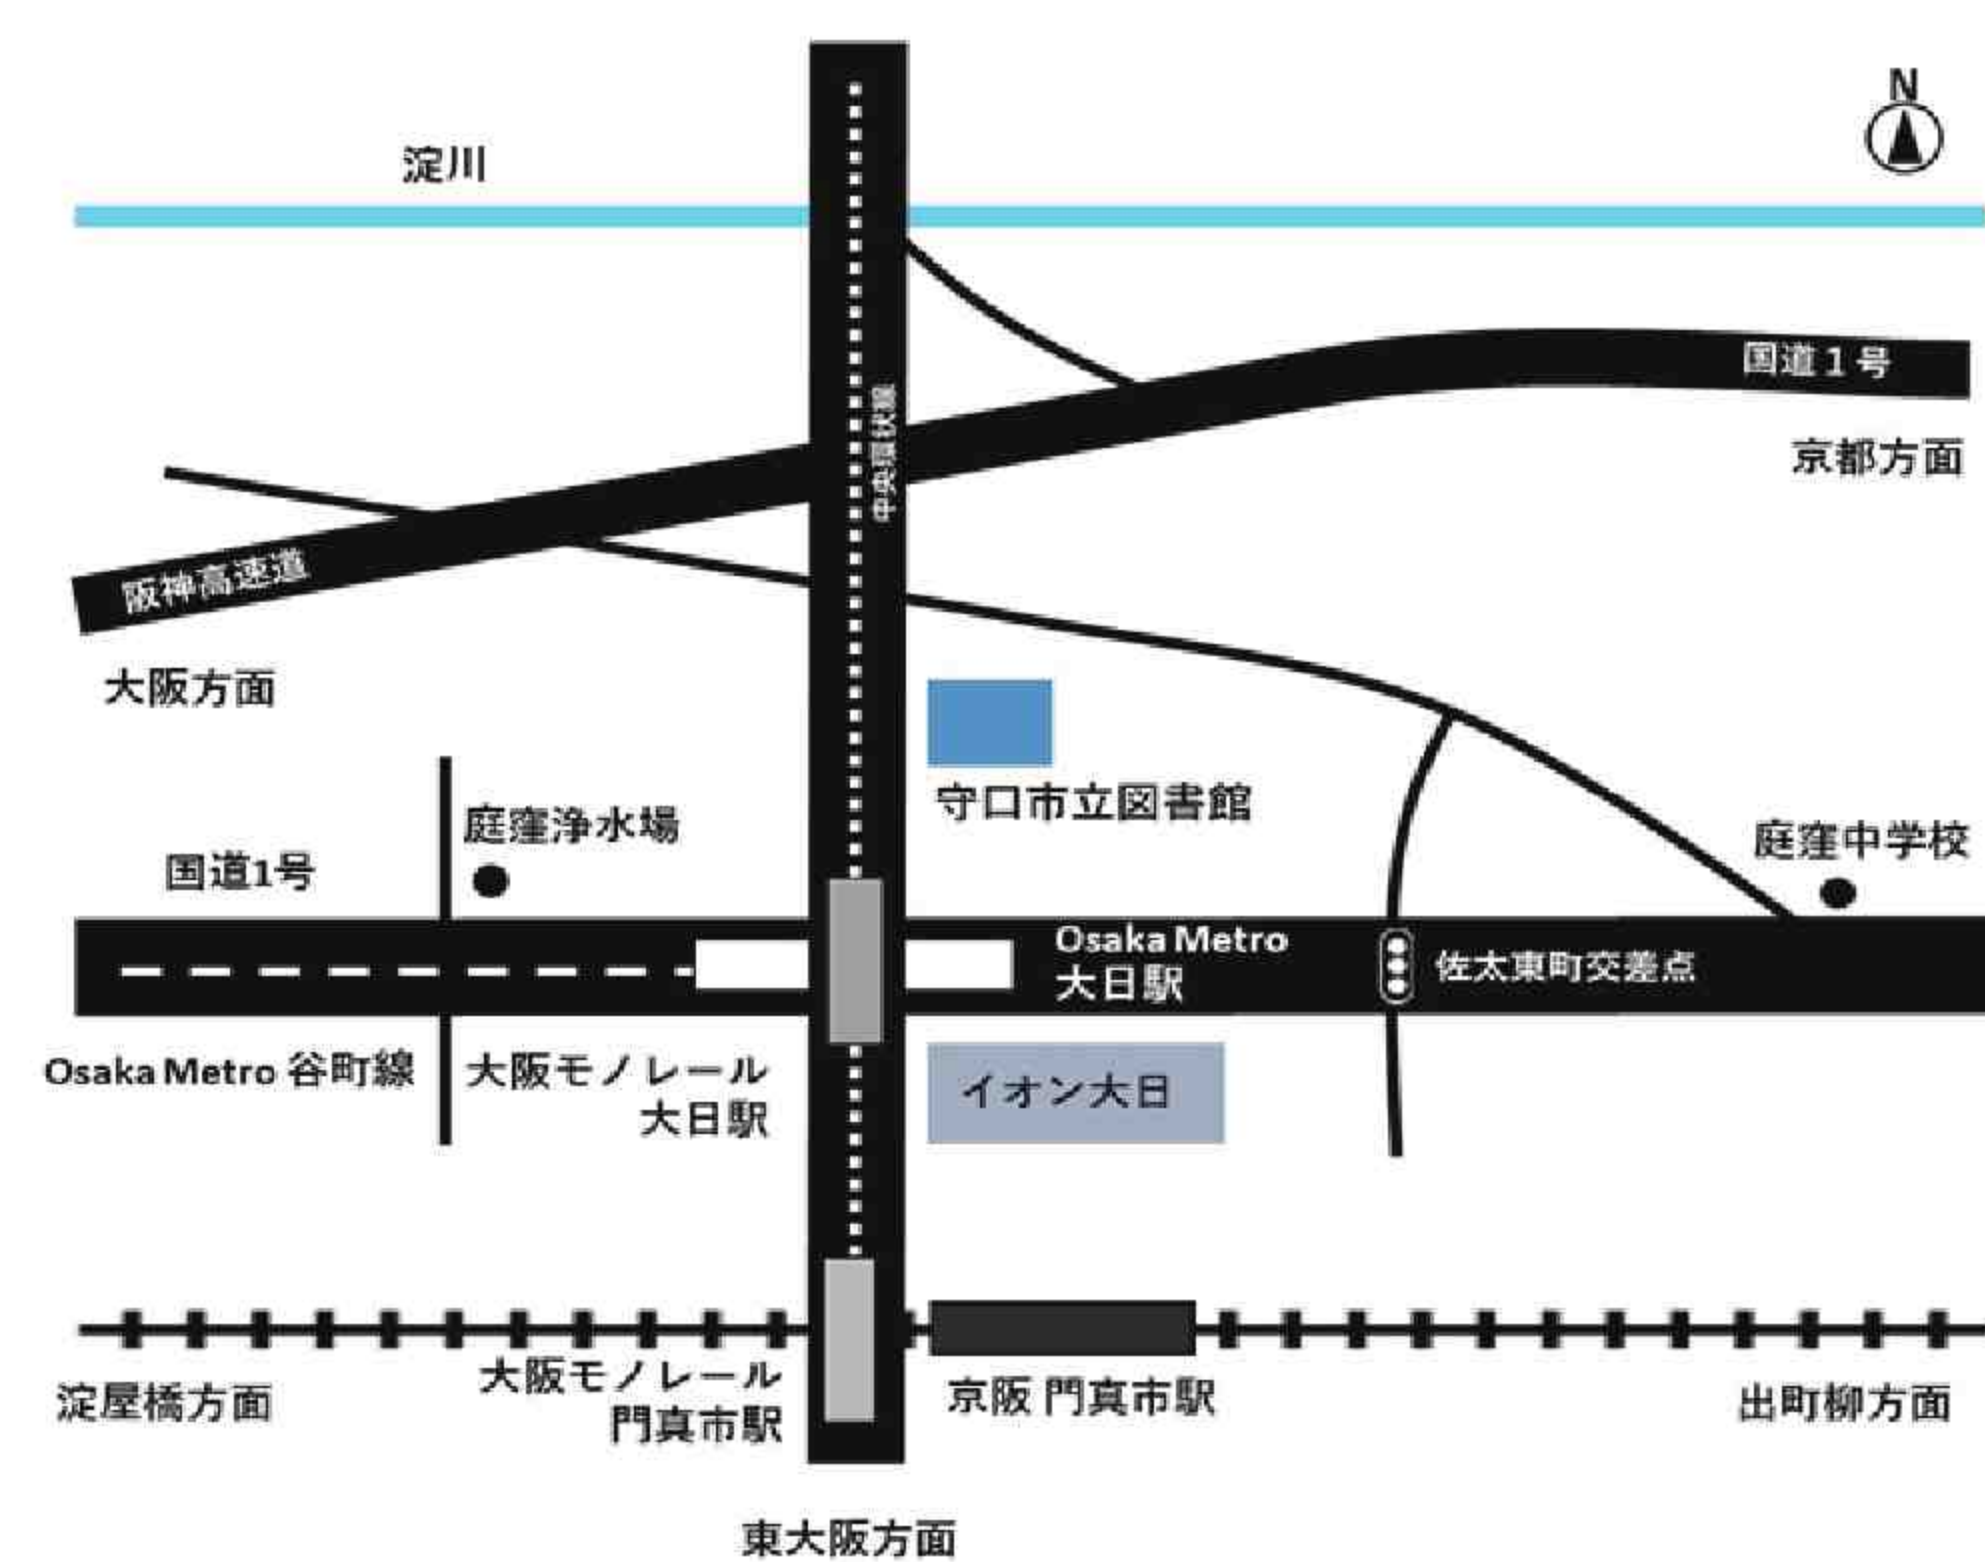 N
淀川
国道1号
中央環状線
京都方面
阪神高速道
大阪方面
守口市立図書館
庭窪浄水場
庭窪中学校
国道1号
Osaka Metro
大日駅
佐太東町交差点
Osaka Metro 谷町線
大阪モノレール
大日駅
イオン大日
大阪モノレール
門真市駅
京阪 門真市駅
淀屋橋方面
出町柳方面
東大阪方面